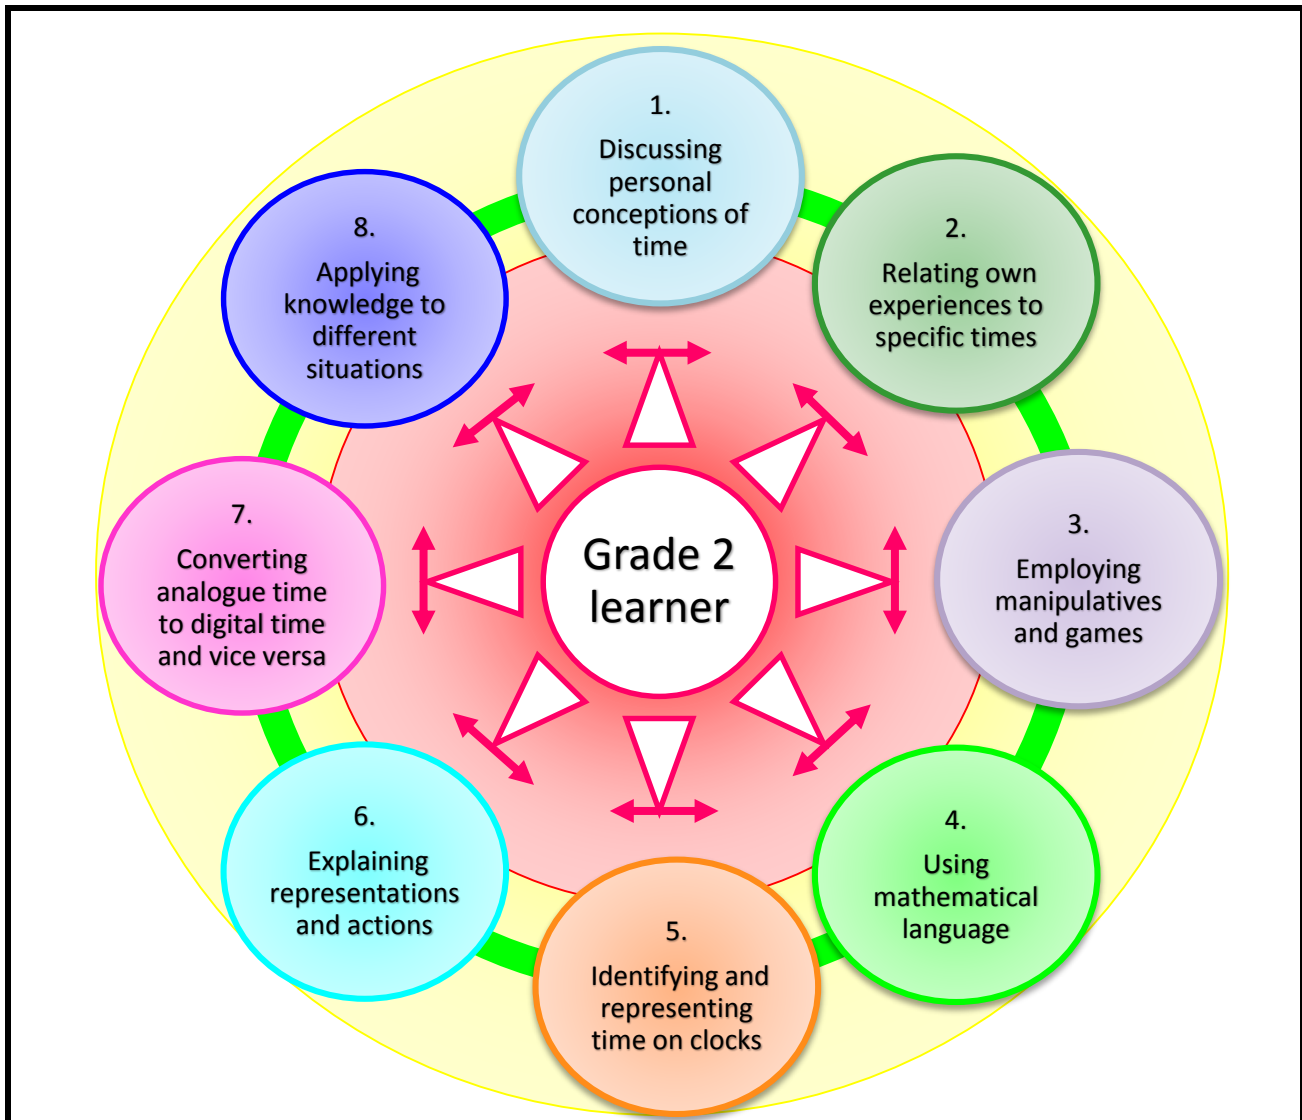 1.
Discussing
personal
conceptions of
time
2.
Relating own
experiences to
specific times
3.
Employing
manipulatives
and games
4.
Using
mathematical
language
5.
Identifying and
representing
time on clocks
6.
Explaining
representations
and actions
7.
Converting
analogue time
to digital time
and vice versa
8.
Applying
knowledge to
different
situations
Grade 2
learner